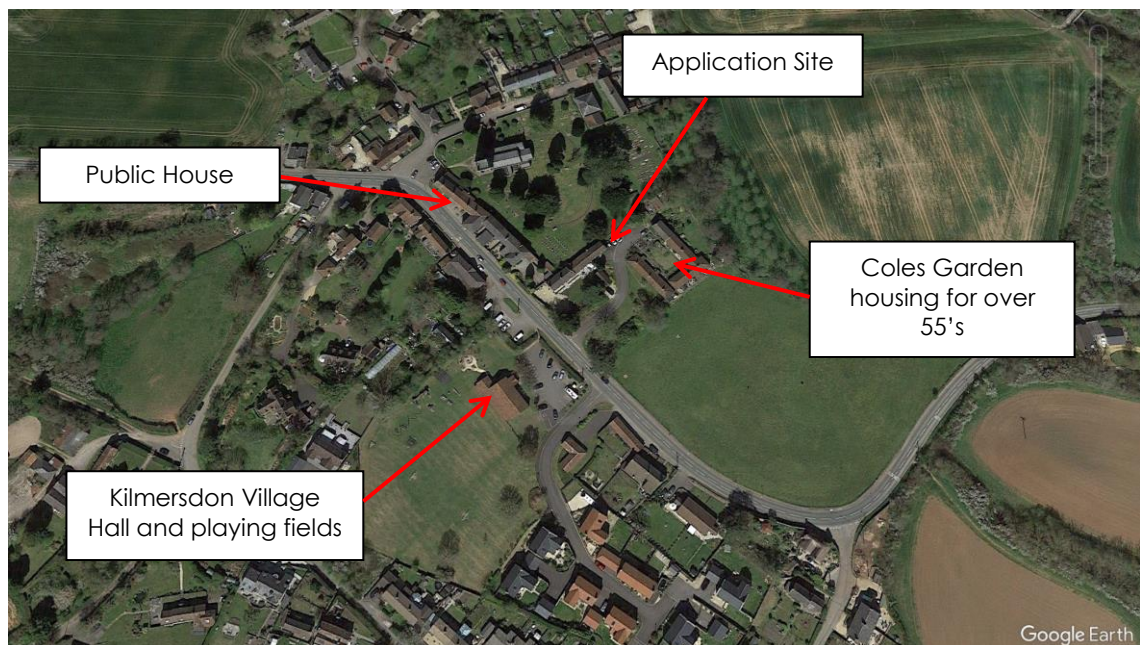 Application Site
Public House
Coles Garden
housing for over
55’s
Kilmersdon Village
Hall and playing fields
Google Earth